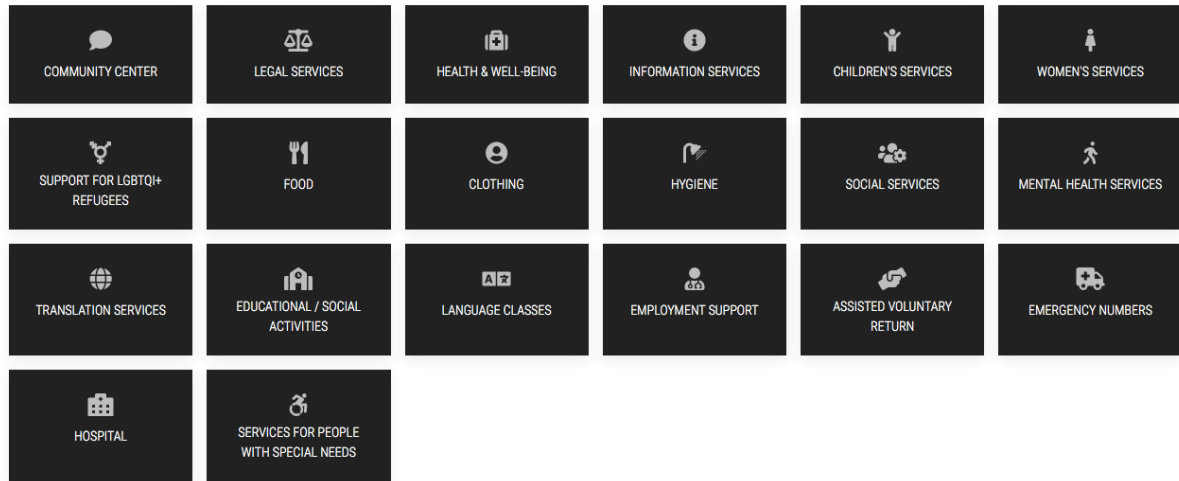 COMMUNITY CENTER
LEGAL SERVICES
HEALTH & WELL-BEING
INFORMATION SERVICES
CHILDREN'S SERVICES
WOMEN'S SERVICES
SUPPORT FOR LGBTQI+
REFUGEES
FOOD
CLOTHING
HYGIENE
SOCIAL SERVICES
MENTAL HEALTH SERVICES
TRANSLATION SERVICES
EDUCATIONAL / SOCIAL
ACTIVITIES
LANGUAGE CLASSES
EMPLOYMENT SUPPORT
ASSISTED VOLUNTARY
RETURN
EMERGENCY NUMBERS
HOSPITAL
SERVICES FOR PEOPLE
WITH SPECIAL NEEDS